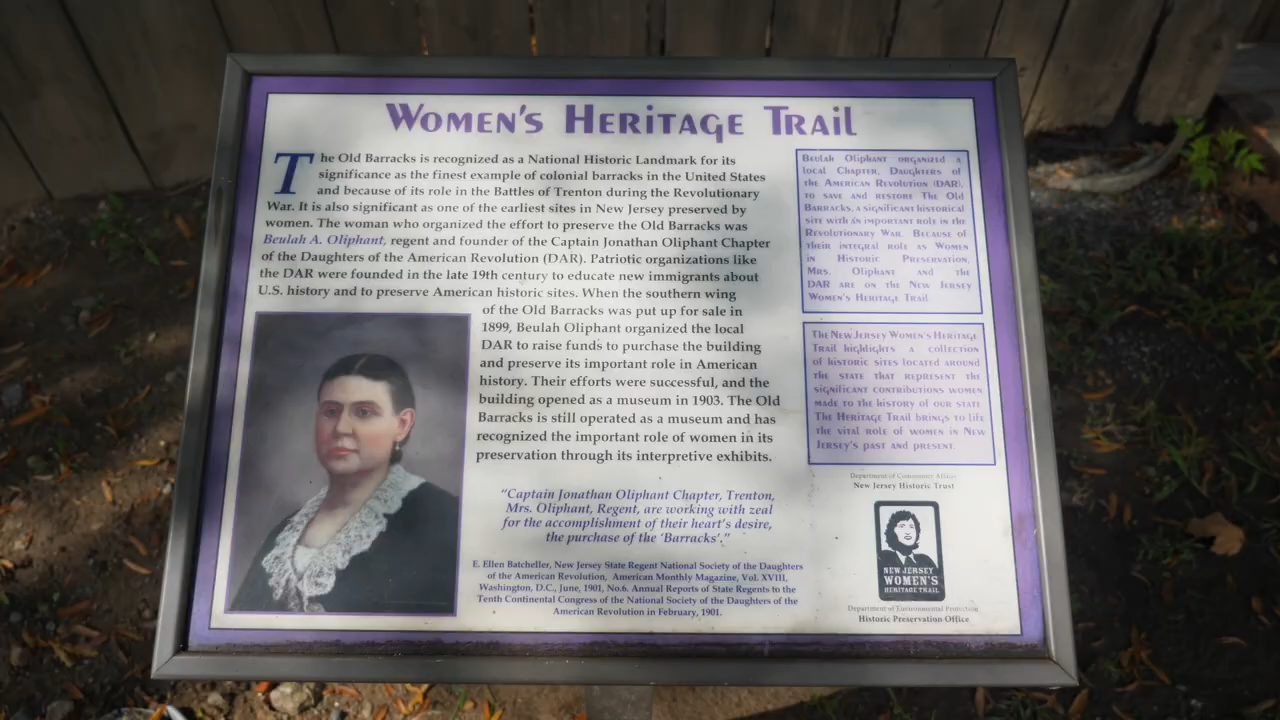 Women's Heritage Trail
The Old Barracks is recognized as a National Historic Landmark for its
significance as the finest example of colonial barracks in the United States
and because of its role in the Battles of Trenton during the Revolutionary
War. It is also significant as one of the earliest sites in New Jersey preserved by
women. The woman who organized the effort to preserve the Old Barracks was
Beulah A. Oliphant, regent and founder of the Captain Jonathan Oliphant Chapter
of the Daughters of the American Revolution (DAR). Patriotic organizations like
the DAR were founded in the late 19th century to educate new immigrants about
U.S. history and to preserve American historic sites. When the southern wing
of the Old Barracks was put up for sale in
1899, Beulah Oliphant organized the local
DAR to raise funds to purchase the building
and preserve its important role in American
history. Their efforts were successful, and the
building opened as a museum in 1903. The Old
Barracks is still operated as a museum and has
recognized the important role of women in its
preservation through its interpretive exhibits.
"Captain Jonathan Oliphant Chapter, Trenton,
Mrs. Oliphant, Regent, are working with zeal
for the accomplishment of their heart's desire,
the purchase of the 'Barracks'."
E. Ellen Batcheller, New Jersey State Regent National Society of the Daughters
of the American Revolution, American Monthly Magazine, Vol. XVIII,
Washington, D.C., June, 1901, No.6. Annual Reports of State Regents to the
Tenth Continental Congress of the National Society of the Daughters of the
American Revolution in February, 1901.
Beulah Oliphant organized a
local Chapter, Daughters of
the American Revolution (DAR),
to save and restore The Old
Barracks, a significant historical
site with an important role in the
Revolutionary War. Because of
their integral role as Women
in Historic Preservation,
Mrs. Oliphant and the
DAR are on the New Jersey
Women's Heritage Trail.
The New Jersey Women's Heritage
Trail highlights a collection
of historic sites located around
the state that represent the
significant contributions women
made to the history of our state.
The Heritage Trail brings to life
the vital role of women in New
Jersey's past and present.
Department of Community Affairs
New Jersey Historic Trust
NEW JERSEY
WOMEN'S
HERITAGE TRAIL
Department of Environmental Protection
Historic Preservation Office